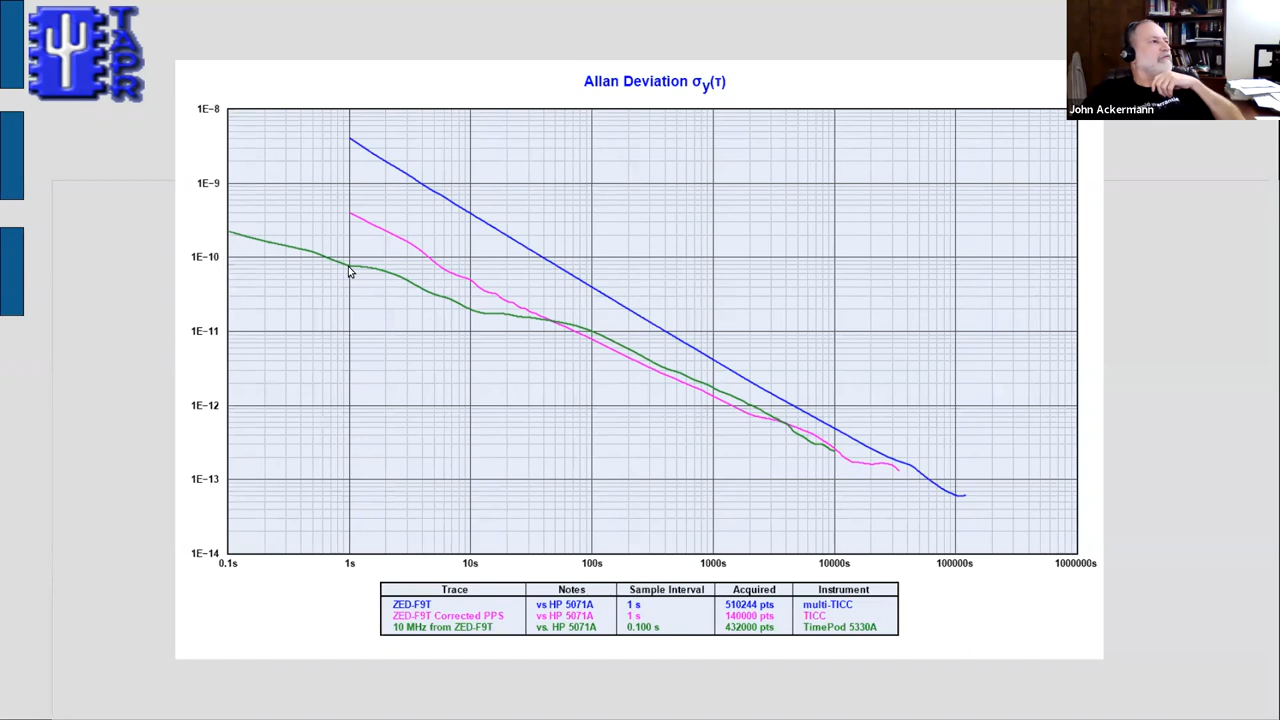 TAPR
John Ackermann
Allan Deviation σy(τ)
1E−8
1E−9
1E−10
1E−11
1E−12
1E−13
1E−14
0.1s 1s 10s 100s 1000s 10000s 100000s 1000000s
Trace Notes Sample Interval Acquired Instrument
ZED-F9T vs HP 5071A 1 s 510244 pts multi-TICC
ZED-F9T Corrected PPS vs HP 5071A 1 s 140000 pts TICC
10 MHz from ZED-F9T vs. HP 5071A 0.100 s 432000 pts TimePod 5330A